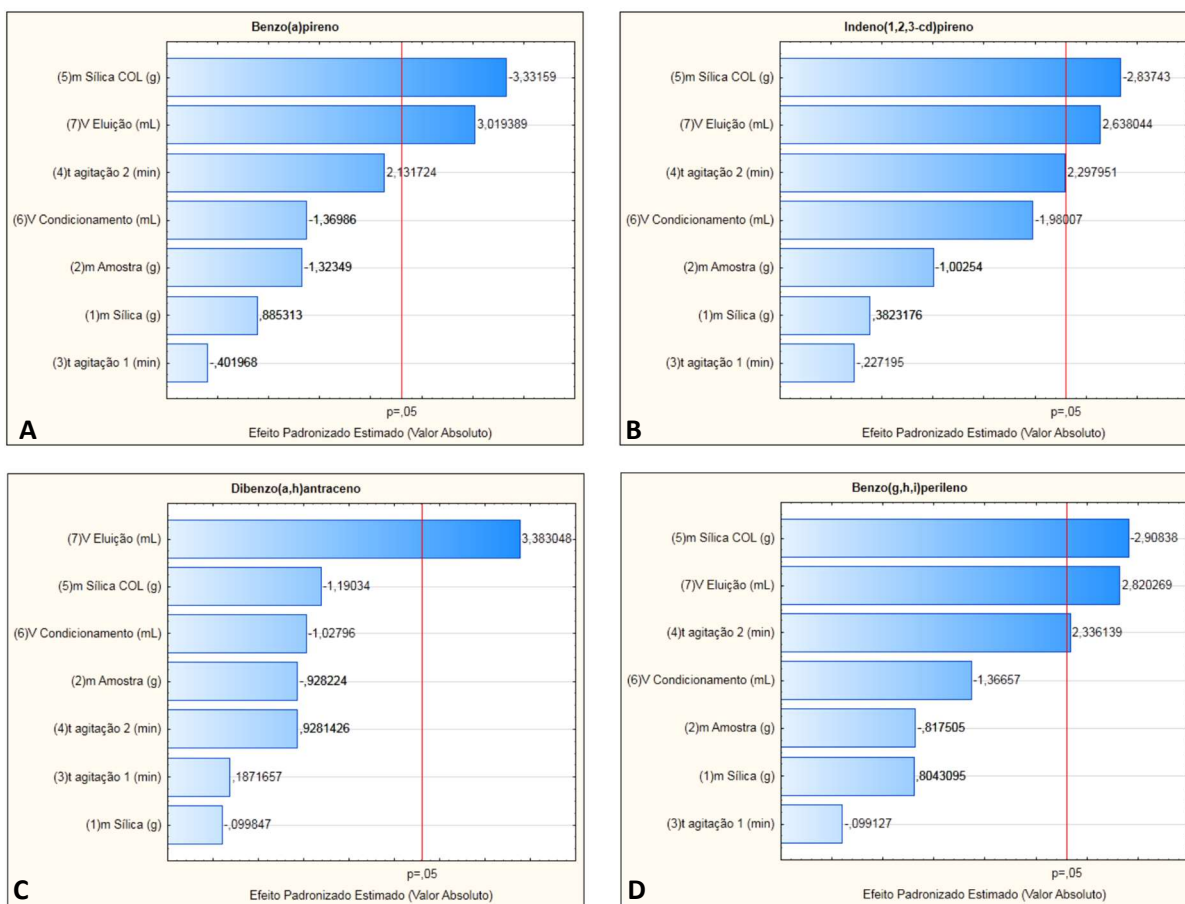 Benzo(a)pireno
(5)m Sílica COL (g)
-3,33159
(7)V Eluição (mL)
3,019389
(4)t agitação 2 (min)
2,131724
(6)V Condicionamento (mL)
-1,36986
(2)m Amostra (g)
-1,32349
(1)m Sílica (g)
,885313
(3)t agitação 1 (min)
-,401968
p=,05
A
Efeito Padronizado Estimado (Valor Absoluto)
Indeno(1,2,3-cd)pireno
(5)m Sílica COL (g)
-2,83743
(7)V Eluição (mL)
2,638044
(4)t agitação 2 (min)
2,297951
(6)V Condicionamento (mL)
-1,98007
(2)m Amostra (g)
-1,00254
(1)m Sílica (g)
,3823176
(3)t agitação 1 (min)
-,227195
p=,05
B
Efeito Padronizado Estimado (Valor Absoluto)
Dibenzo(a,h)antraceno
(7)V Eluição (mL)
3,383048
(5)m Sílica COL (g)
-1,19034
(6)V Condicionamento (mL)
-1,02796
(2)m Amostra (g)
-,928224
(4)t agitação 2 (min)
,9281426
(3)t agitação 1 (min)
,1871657
(1)m Sílica (g)
-,099847
p=,05
C
Efeito Padronizado Estimado (Valor Absoluto)
Benzo(g,h,i)perileno
(5)m Sílica COL (g)
-2,90838
(7)V Eluição (mL)
2,820269
(4)t agitação 2 (min)
2,336139
(6)V Condicionamento (mL)
-1,36657
(2)m Amostra (g)
-,817505
(1)m Sílica (g)
,8043095
(3)t agitação 1 (min)
-,099127
p=,05
D
Efeito Padronizado Estimado (Valor Absoluto)